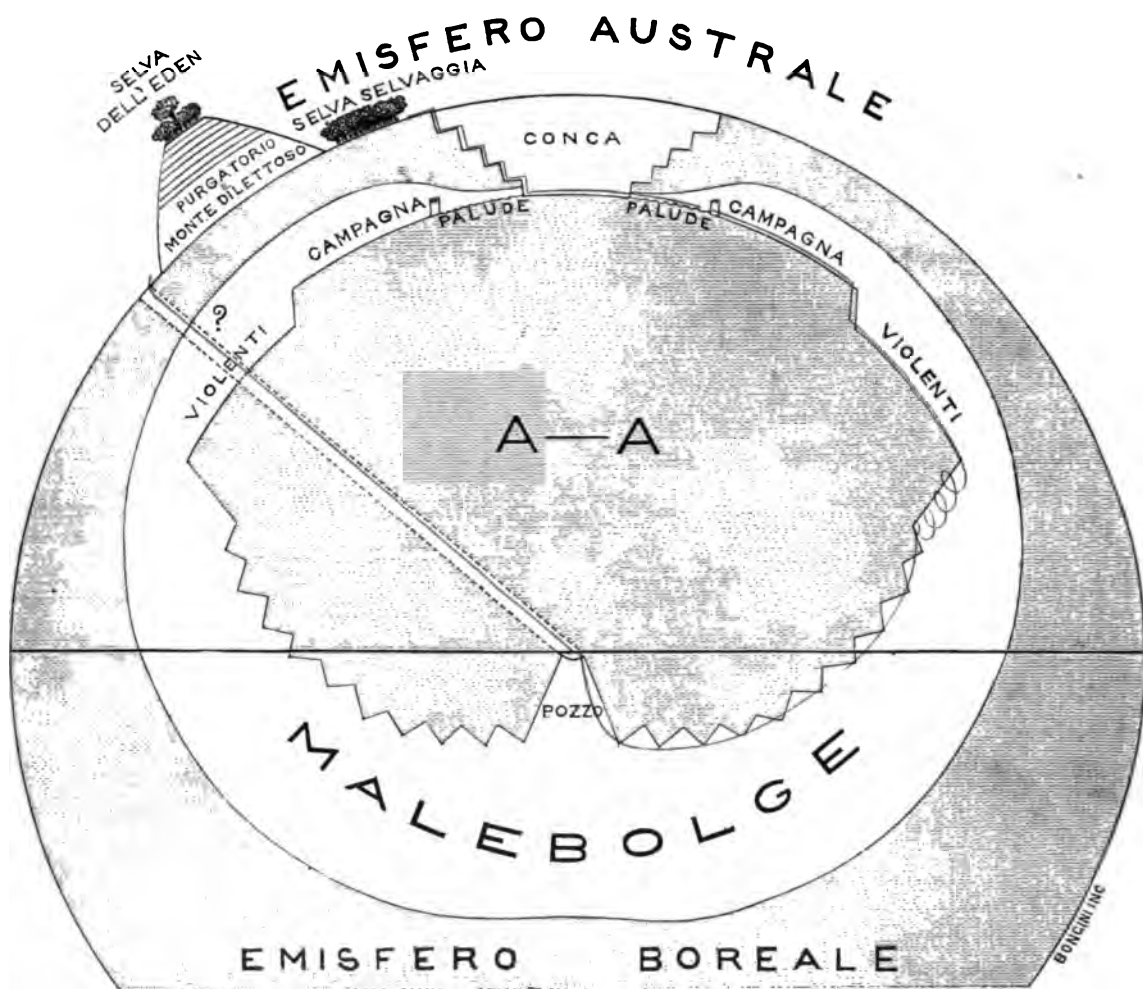 EMISFERO AUSTRALE
SELVA
DELL' EDEN
SELVA SELVAGGIA
CONCA
PURGATORIO
MONTE DILETTOSO
CAMPAGNA
PALUDE
PALUDE
CAMPAGNA
?
VIOLENTI
VIOLENTI
A — A
POZZO
MALEBOLGE
EMISFERO BOREALE
BONCINI INC